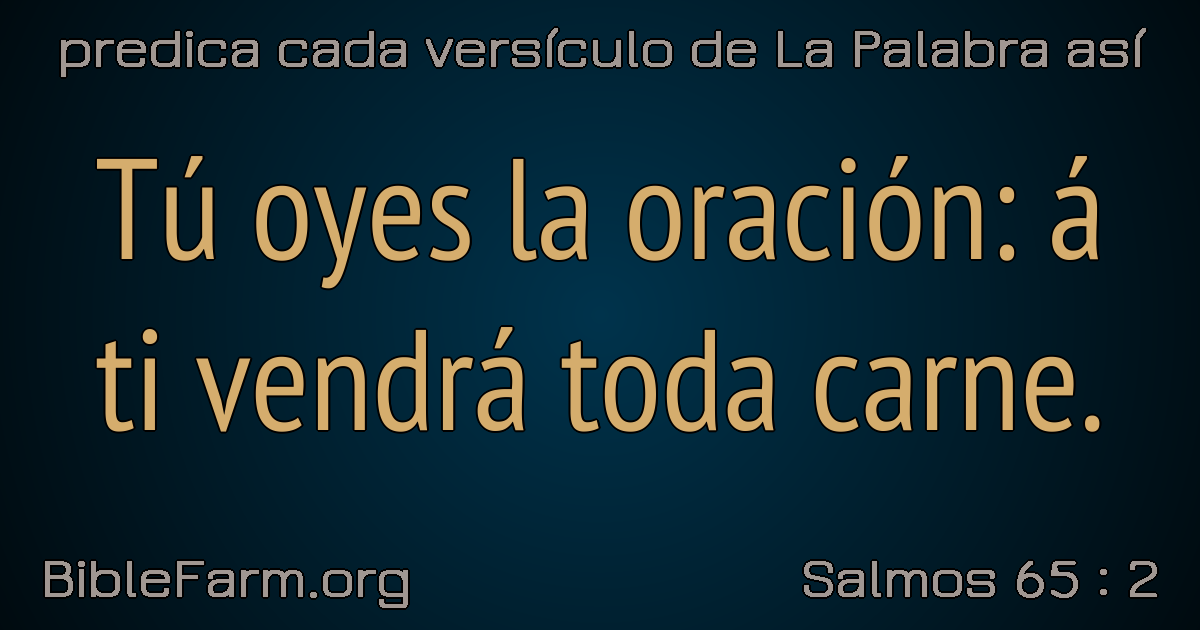 predica cada versículo de La Palabra así
Tú oyes la oración: á
ti vendrá toda carne.
BibleFarm.org
Salmos 65 : 2